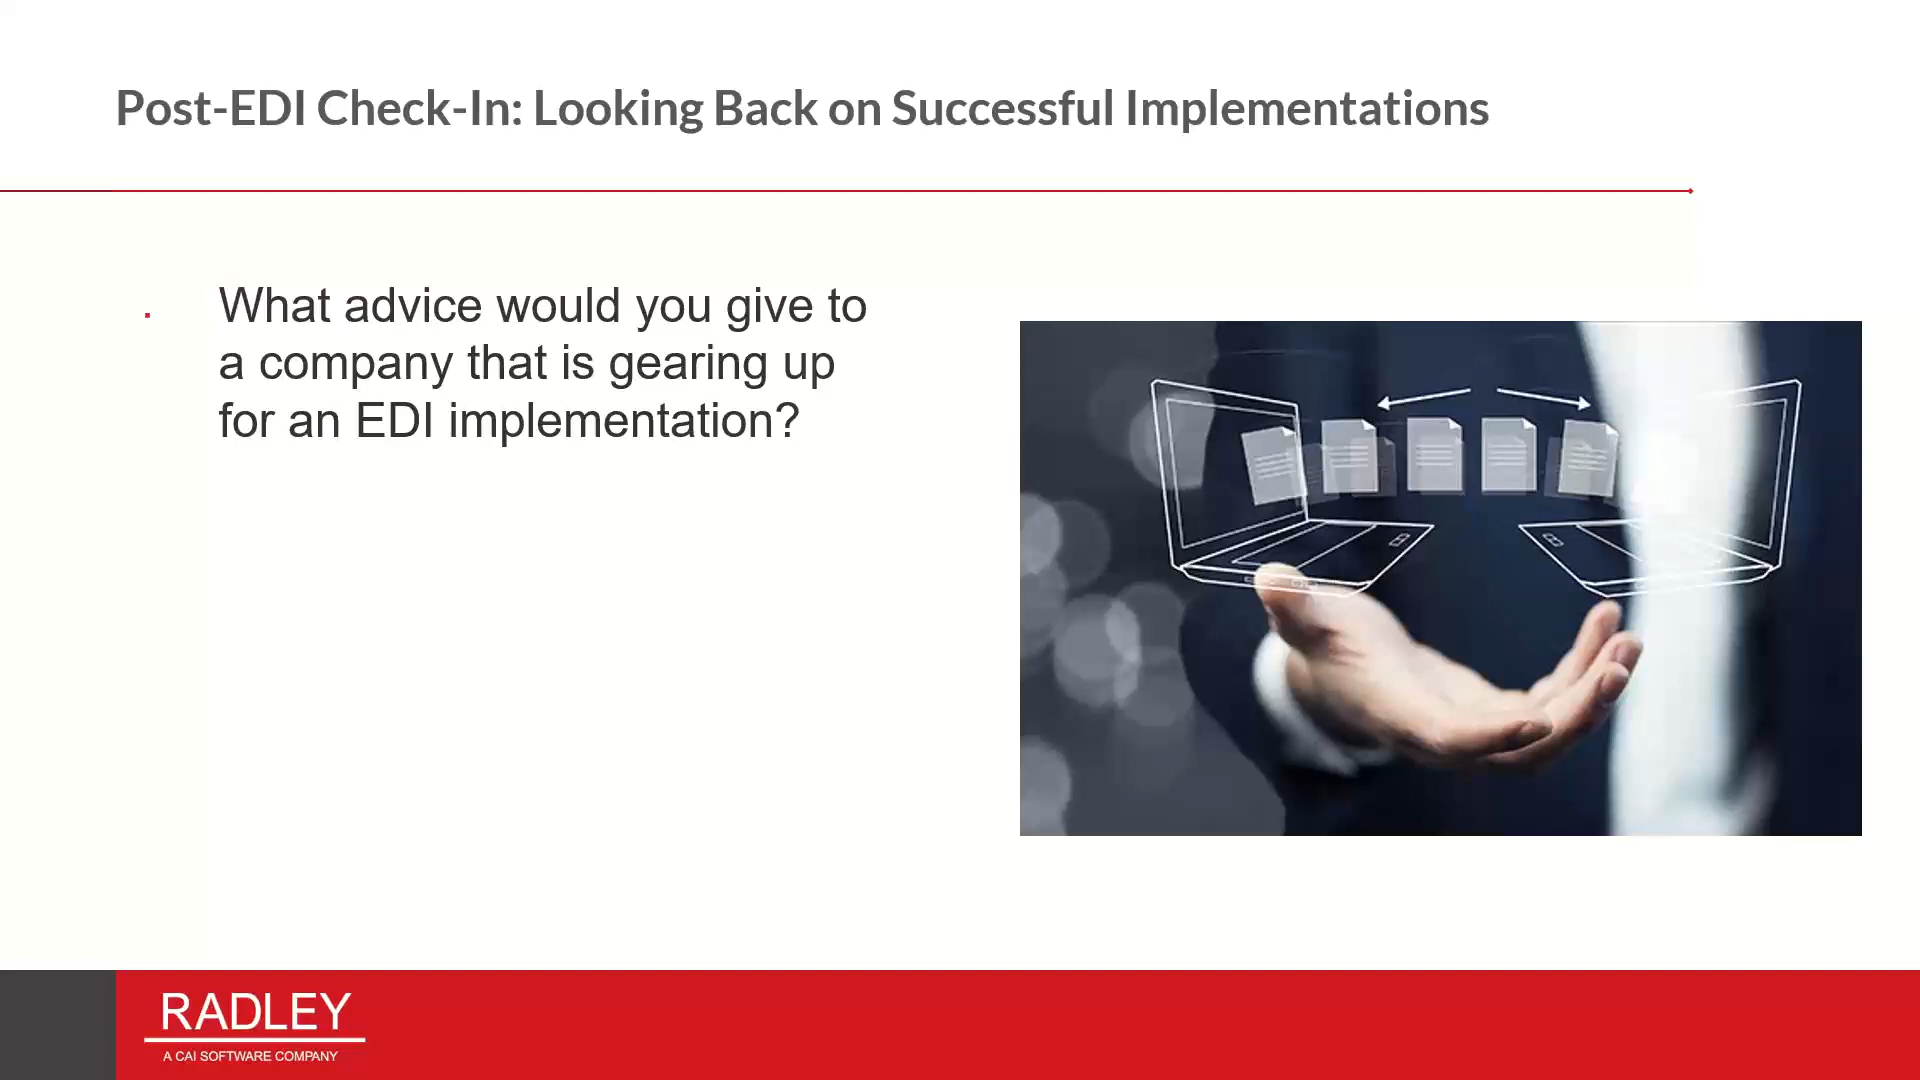 Post-EDI Check-In: Looking Back on Successful Implementations
What advice would you give to
a company that is gearing up
for an EDI implementation?
RADLEY
A CAI SOFTWARE COMPANY